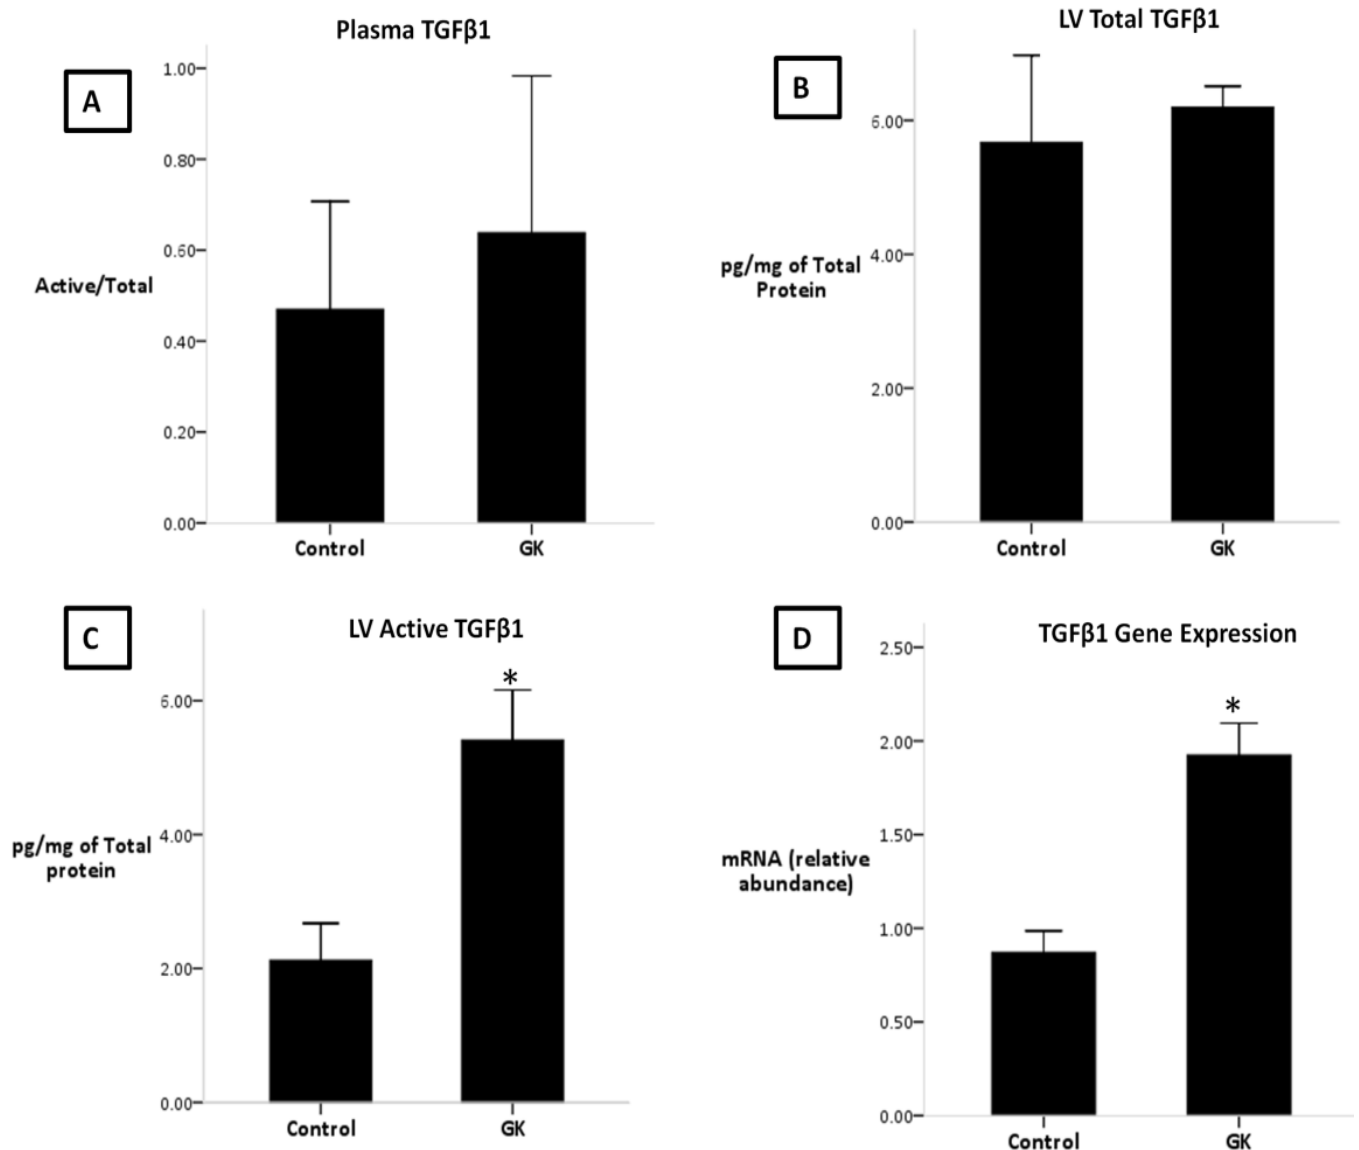 Plasma TGFβ1
A
1.00
0.80
0.60
Active/Total
0.40
0.20
0.00
Control GK
LV Total TGFβ1
B
6.00
4.00
pg/mg of Total
Protein
2.00
0.00
Control GK
C
LV Active TGFβ1
*
6.00
4.00
pg/mg of Total
protein
2.00
0.00
Control GK
D
TGFβ1 Gene Expression
2.50
*
2.00
1.50
mRNA (relative
abundance)
1.00
0.50
0.00
Control GK